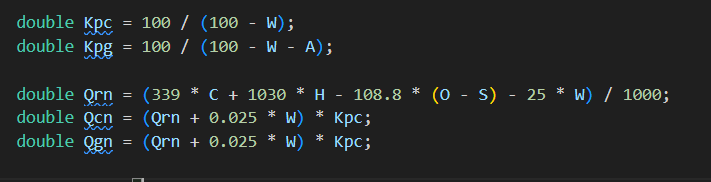 double Kpc = 100 / (100 - W);
double Kpg = 100 / (100 - W - A);
double Qrn = (339 * C + 1030 * H - 108.8 * (O - S) - 25 * W) / 1000;
double Qcn = (Qrn + 0.025 * W) * Kpc;
double Qgn = (Qrn + 0.025 * W) * Kpc;